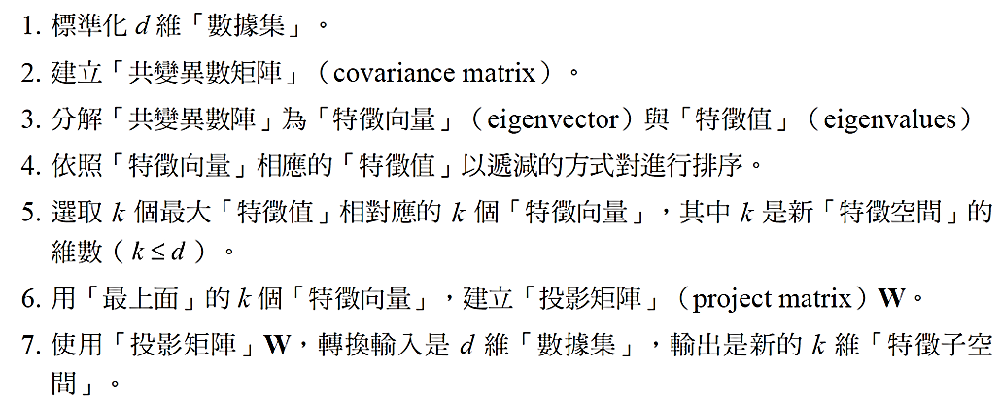 1. 標準化 d 維「數據集」。
2. 建立「共變異數矩陣」（covariance matrix）。
3. 分解「共變異數陣」為「特徵向量」（eigenvector）與「特徵值」（eigenvalues）
4. 依照「特徵向量」相應的「特徵值」以遞減的方式對進行排序。
5. 選取 k 個最大「特徵值」相對應的 k 個「特徵向量」，其中 k 是新「特徵空間」的
維數（k ≤ d）。
6. 用「最上面」的 k 個「特徵向量」，建立「投影矩陣」（project matrix）W。
7. 使用「投影矩陣」W，轉換輸入是 d 維「數據集」，輸出是新的 k 維「特徵子空
間」。